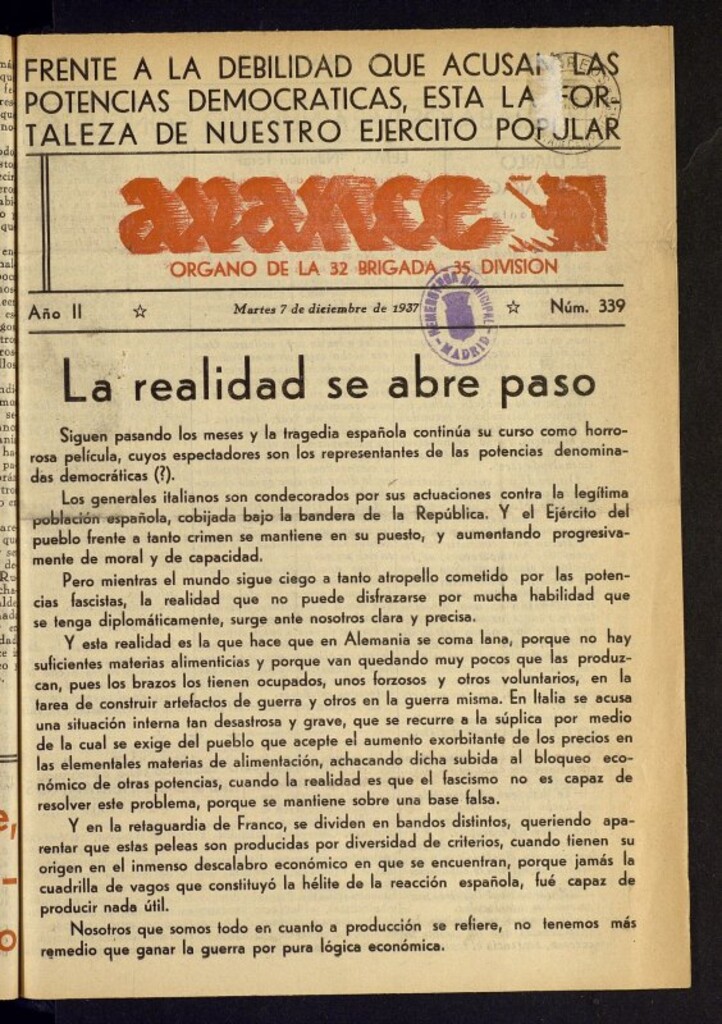 FRENTE A LA DEBILIDAD QUE ACUSAN LAS
POTENCIAS DEMOCRATICAS, ESTA LA FOR-
TALEZA DE NUESTRO EJERCITO POPULAR
avance
ORGANO DE LA 32 BRIGADA - 35 DIVISION
Año II ☆ Martes 7 de diciembre de 1937 ☆ Núm. 339
HEMEROTECA MUNICIPAL
MADRID
La realidad se abre paso
Siguen pasando los meses y la tragedia española continúa su curso como horro-
rosa película, cuyos espectadores son los representantes de las potencias denomina-
das democráticas (?).
Los generales italianos son condecorados por sus actuaciones contra la legítima
población española, cobijada bajo la bandera de la República. Y el Ejército del
pueblo frente a tanto crimen se mantiene en su puesto, y aumentando progresiva-
mente de moral y de capacidad.
Pero mientras el mundo sigue ciego a tanto atropello cometido por las poten-
cias fascistas, la realidad que no puede disfrazarse por mucha habilidad que
se tenga diplomáticamente, surge ante nosotros clara y precisa.
Y esta realidad es la que hace que en Alemania se coma lana, porque no hay
suficientes materias alimenticias y porque van quedando muy pocos que las produz-
can, pues los brazos los tienen ocupados, unos forzosos y otros voluntarios, en la
tarea de construir artefactos de guerra y otros en la guerra misma. En Italia se acusa
una situación interna tan desastrosa y grave, que se recurre a la súplica por medio
de la cual se exige del pueblo que acepte el aumento exorbitante de los precios en
las elementales materias de alimentación, achacando dicha subida al bloqueo eco-
nómico de otras potencias, cuando la realidad es que el fascismo no es capaz de
resolver este problema, porque se mantiene sobre una base falsa.
Y en la retaguardia de Franco, se dividen en bandos distintos, queriendo apa-
rentar que estas peleas son producidas por diversidad de criterios, cuando tienen su
origen en el inmenso descalabro económico en que se encuentran, porque jamás la
cuadrilla de vagos que constituyó la hélite de la reacción española, fué capaz de
producir nada útil.
Nosotros que somos todo en cuanto a producción se refiere, no tenemos más
remedio que ganar la guerra por pura lógica económica.